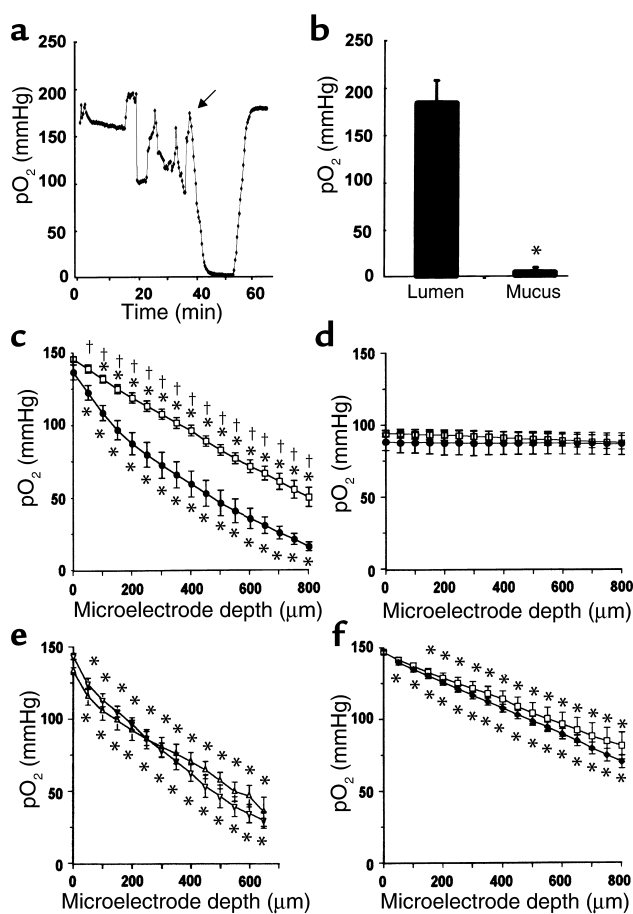 a
250
200
150
100
50
0
pO2 (mmHg)
0 20 40 60
Time (min)
b
250
200
150
100
50
0
pO2 (mmHg)
*
Lumen Mucus
c
150
100
50
0
pO2 (mmHg)
† † † † † † † † † † † † † † † †
* * * * * * * * * * * * * * *
* * * * * * * * * * * * * * * *
0 200 400 600 800
Microelectrode depth (μm)
d
150
100
50
0
pO2 (mmHg)
0 200 400 600 800
Microelectrode depth (μm)
e
150
100
50
0
pO2 (mmHg)
* * * * * * * * * * * *
* * * * * * * * * * * * *
0 200 400 600
Microelectrode depth (μm)
f
150
100
50
0
pO2 (mmHg)
* * * * * * * * * * * * * *
* * * * * * * * * * * * * * * *
0 200 400 600 800
Microelectrode depth (μm)